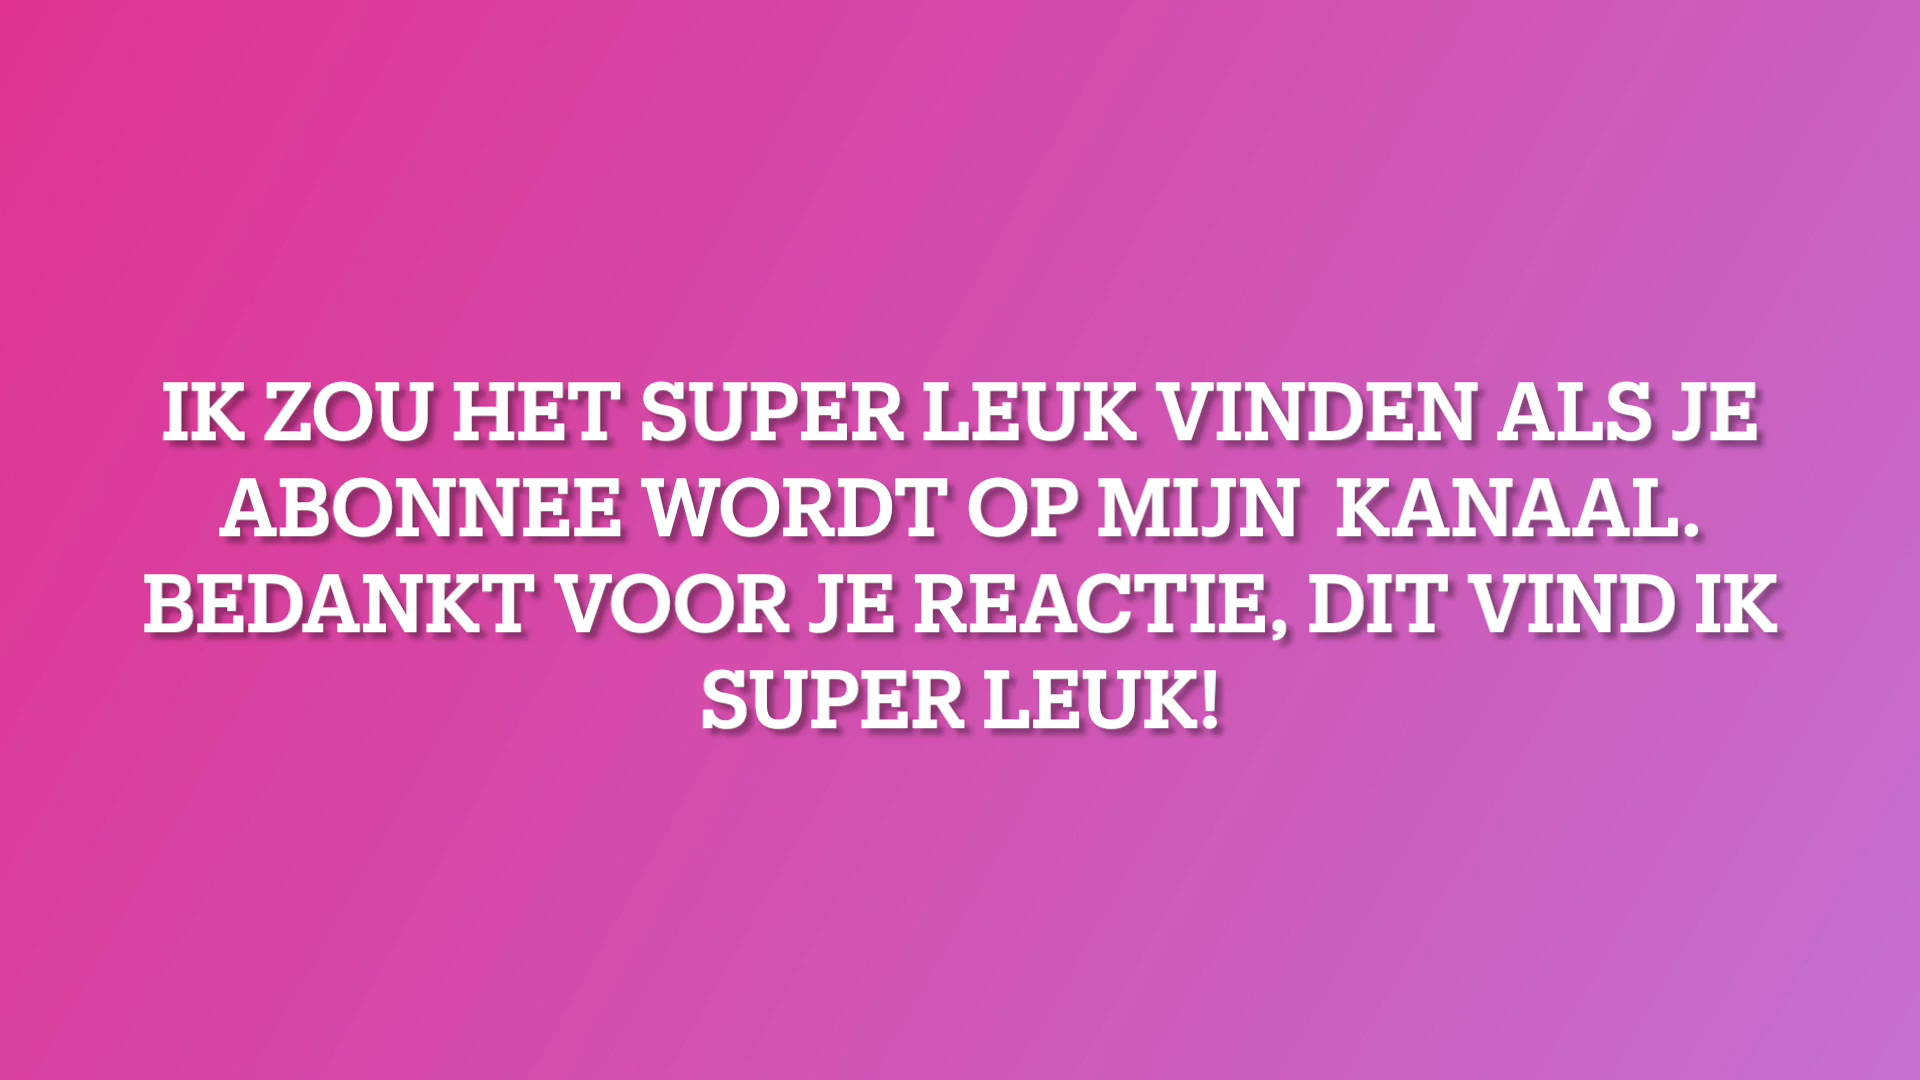 IK ZOU HET SUPER LEUK VINDEN ALS JE
ABONNEE WORDT OP MIJN  KANAAL.
BEDANKT VOOR JE REACTIE, DIT VIND IK
SUPER LEUK!